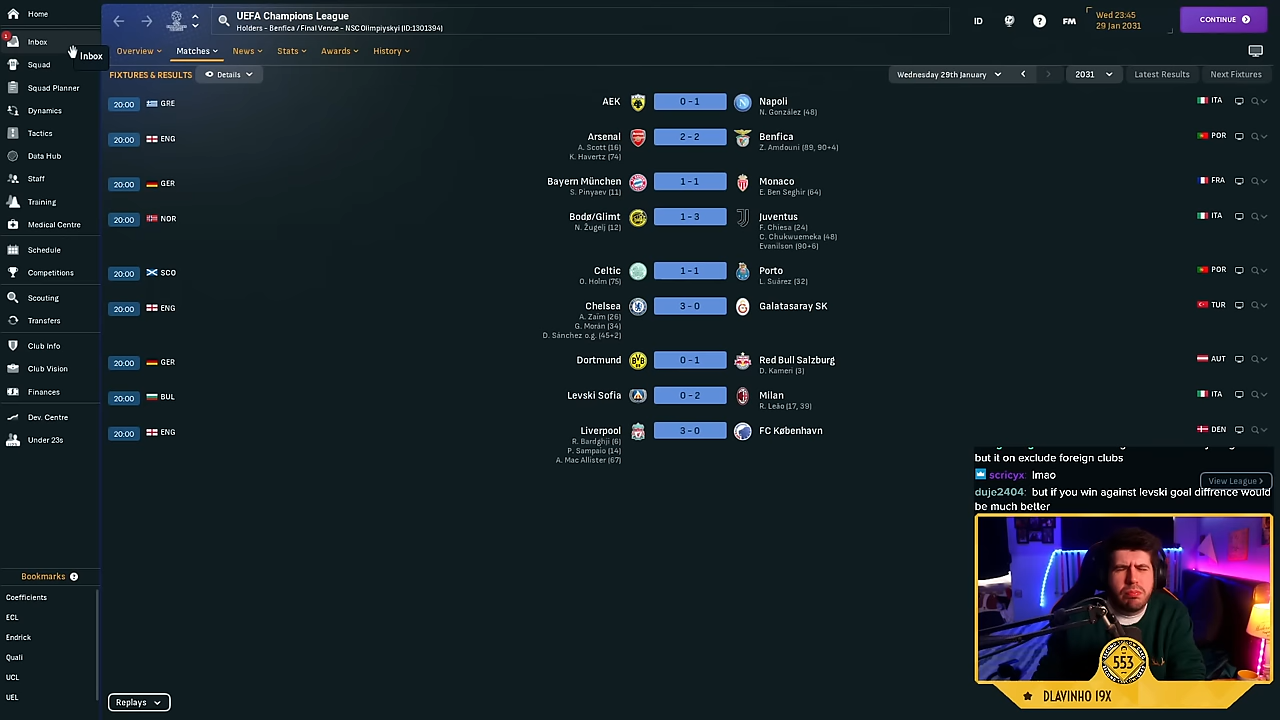 Home
UEFA Champions League
Holders - Benfica / Final Venue - NSC Olimpiyskyi (ID:1301394)
ID
?
FM
Wed 23:45
29 Jan 2031
CONTINUE
1
Inbox
Inbox
Overview
Matches
News
Stats
Awards
History
Squad
FIXTURES & RESULTS
Details
Wednesday 29th January
2031
Latest Results
Next Fixtures
Squad Planner
Dynamics
Tactics
Data Hub
Staff
Training
Medical Centre
Schedule
Competitions
Scouting
Transfers
Club Info
Club Vision
Finances
Dev. Centre
Under 23s
20:00 GRE AEK 0 - 1 Napoli ITA
N. González (48)
20:00 ENG Arsenal 2 - 2 Benfica POR
A. Scott (16) Z. Amdouni (89, 90+4)
K. Havertz (74)
20:00 GER Bayern München 1 - 1 Monaco FRA
S. Pinyaev (11) E. Ben Seghir (64)
20:00 NOR Bodø/Glimt 1 - 3 Juventus ITA
N. Žugelj (12) F. Chiesa (24)
C. Chukwuemeka (48)
Evanilson (90+6)
20:00 SCO Celtic 1 - 1 Porto POR
O. Holm (75) L. Suárez (32)
20:00 ENG Chelsea 3 - 0 Galatasaray SK TUR
A. Zaïm (26)
G. Morán (34)
D. Sánchez o.g. (45+2)
20:00 GER Dortmund 0 - 1 Red Bull Salzburg AUT
D. Kameri (3)
20:00 BUL Levski Sofia 0 - 2 Milan ITA
R. Leão (17, 39)
20:00 ENG Liverpool 3 - 0 FC København DEN
R. Bardghji (6)
P. Sampaio (14)
A. Mac Allister (67)
but it on exclude foreign clubs
scricyx: lmao
View League >
duje2404: but if you win against levski goal diffrence would
be much better
Bookmarks
Coefficients
ECL
Endrick
Quali
UCL
UEL
Replays
553
DLAVINHO 19X